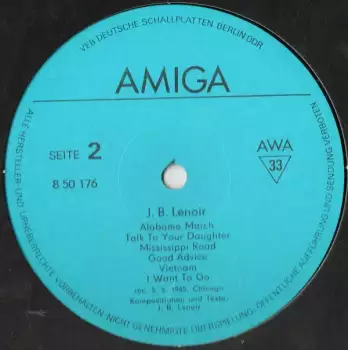 VEB DEUTSCHE SCHALLPLATTEN BERLIN DDR
AMIGA
SEITE 2
AWA
33
8 50 176
J. B. Lenoir
Alabama March
Talk To Your Daughter
Mississippi Road
Good Advice
Vietnam
I Want To Go
rec. 5. 5. 1965, Chicago
Kompositionen und Texte:
J. B. Lenoir
ALLE HERSTELLER- UND URHEBERRECHTE VORBEHALTEN · NICHT GENEHMIGTE ÜBERSPIELUNG, ÖFFENTLICHE AUFFÜHRUNG UND SENDUNG VERBOTEN